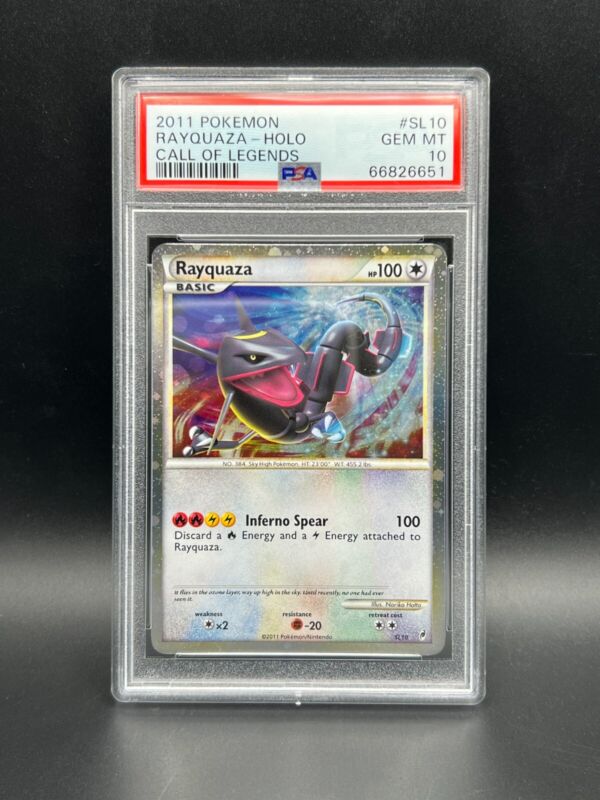 2011 POKEMON #SL10
RAYQUAZA - HOLO GEM MT
CALL OF LEGENDS 10
PSA 66826651
Rayquaza HP100
BASIC
NO. 384 Sky High Pokémon HT: 23'00" WT: 455.2 lbs.
Inferno Spear 100
Discard a Energy and a Energy attached to
Rayquaza.
It flies in the ozone layer, way up high in the sky. Until recently, no one had ever
seen it.
Illus. Noriko Hotta
weakness resistance retreat cost
×2 -20
©2011 Pokémon/Nintendo SL10